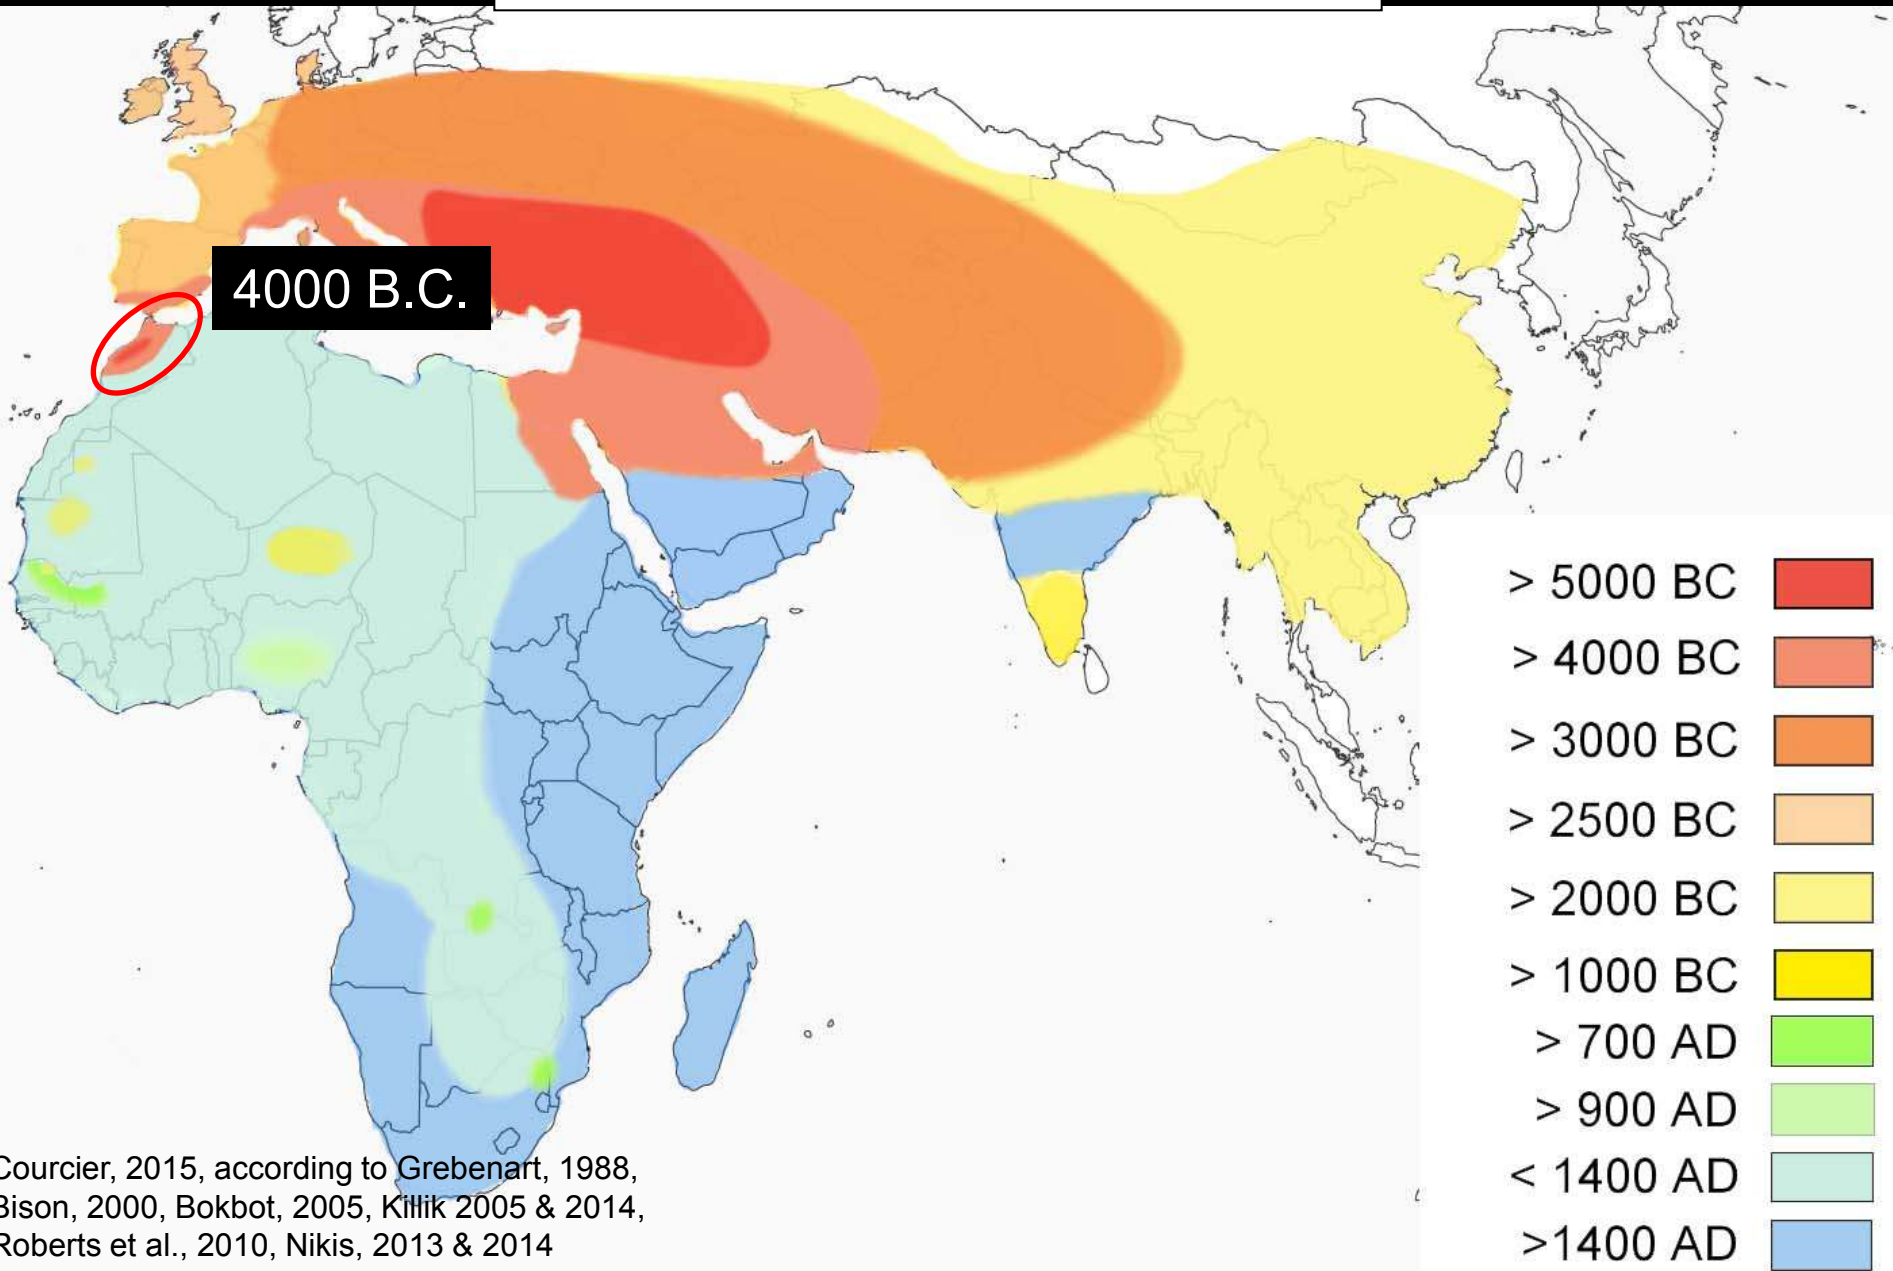 4000 B.C.
> 5000 BC
> 4000 BC
> 3000 BC
> 2500 BC
> 2000 BC
> 1000 BC
> 700 AD
> 900 AD
< 1400 AD
>1400 AD
Courcier, 2015, according to Grebenart, 1988,
Bison, 2000, Bokbot, 2005, Killik 2005 & 2014,
Roberts et al., 2010, Nikis, 2013 & 2014